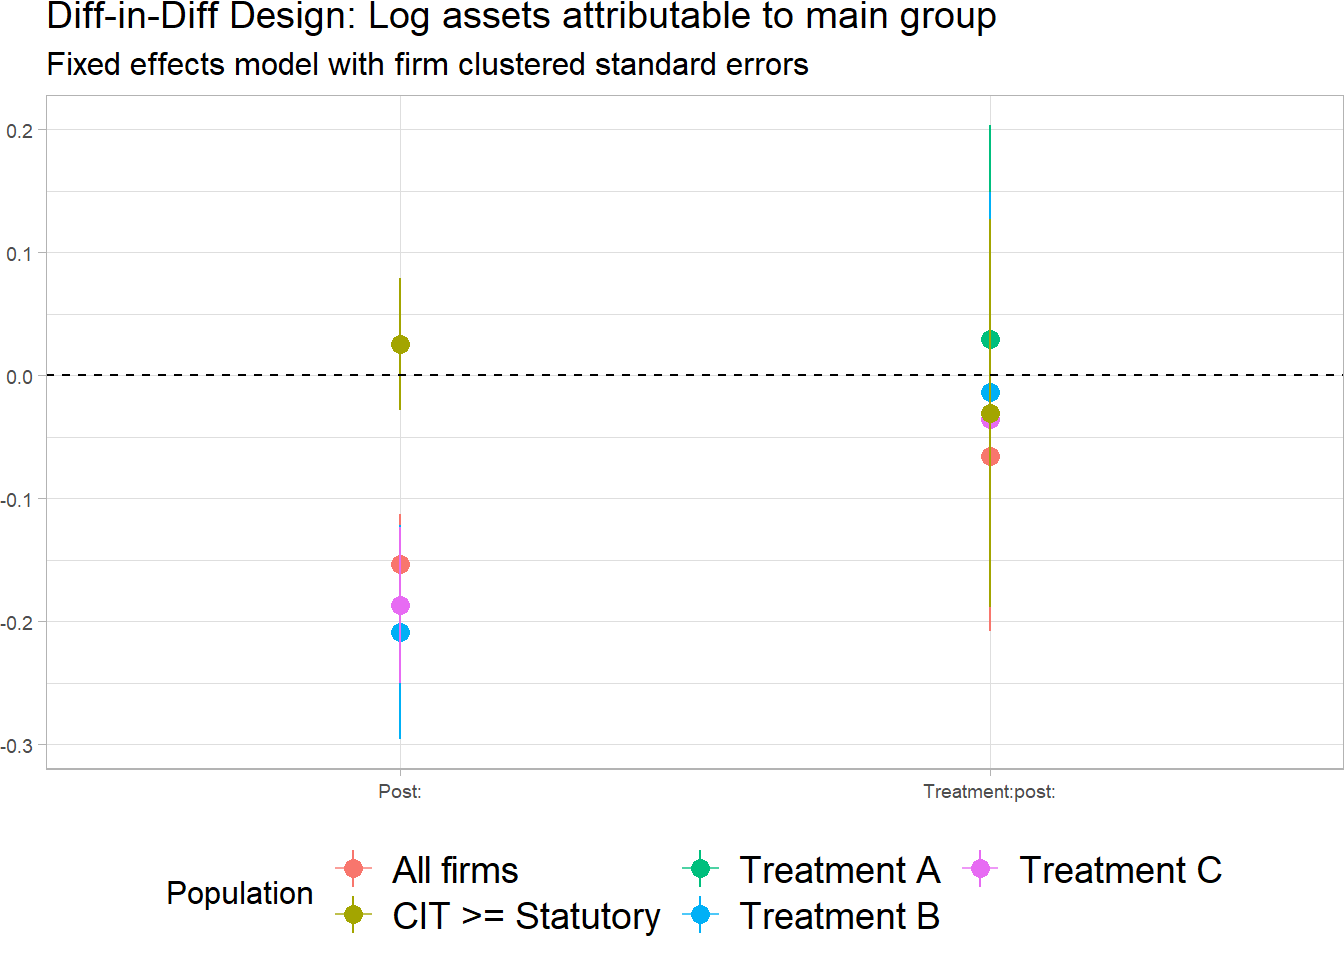 Diff-in-Diff Design: Log assets attributable to main group
Fixed effects model with firm clustered standard errors
0.2
0.1
0.0
-0.1
-0.2
-0.3
Post:
Treatment:post:
Population
All firms
CIT >= Statutory
Treatment A
Treatment B
Treatment C